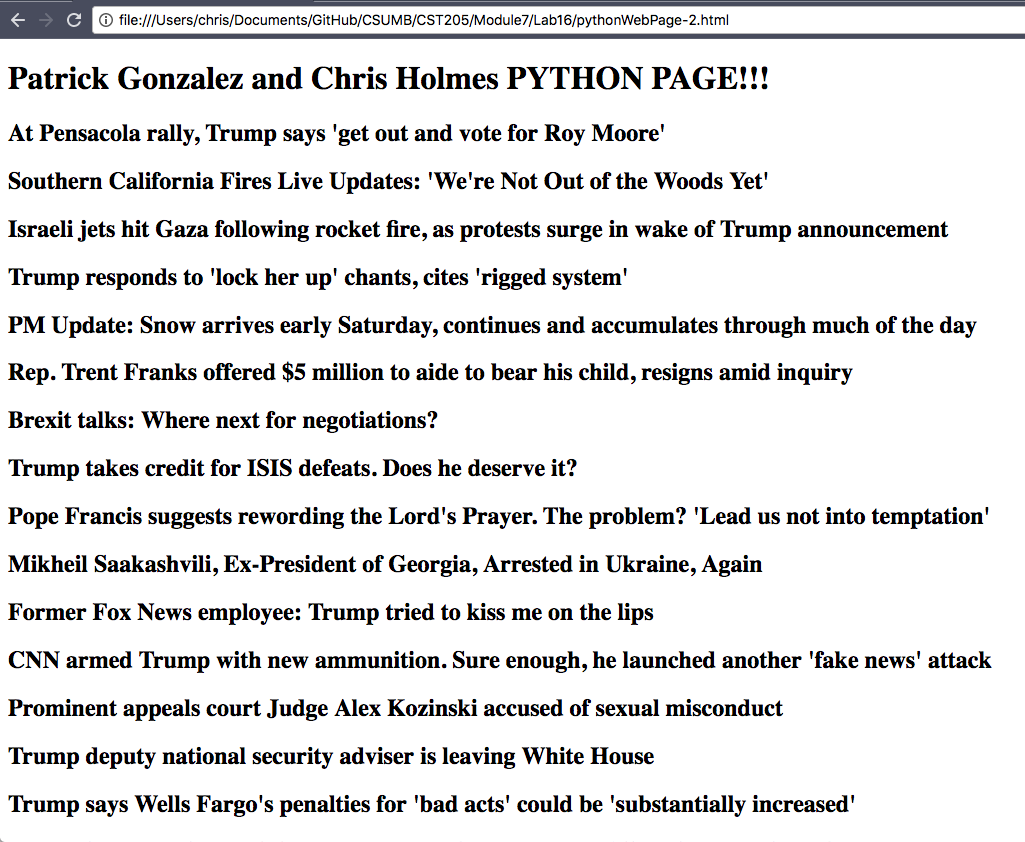 file:///Users/chris/Documents/GitHub/CSUMB/CST205/Module7/Lab16/pythonWebPage-2.html
Patrick Gonzalez and Chris Holmes PYTHON PAGE!!!
At Pensacola rally, Trump says 'get out and vote for Roy Moore'
Southern California Fires Live Updates: 'We're Not Out of the Woods Yet'
Israeli jets hit Gaza following rocket fire, as protests surge in wake of Trump announcement
Trump responds to 'lock her up' chants, cites 'rigged system'
PM Update: Snow arrives early Saturday, continues and accumulates through much of the day
Rep. Trent Franks offered $5 million to aide to bear his child, resigns amid inquiry
Brexit talks: Where next for negotiations?
Trump takes credit for ISIS defeats. Does he deserve it?
Pope Francis suggests rewording the Lord's Prayer. The problem? 'Lead us not into temptation'
Mikheil Saakashvili, Ex-President of Georgia, Arrested in Ukraine, Again
Former Fox News employee: Trump tried to kiss me on the lips
CNN armed Trump with new ammunition. Sure enough, he launched another 'fake news' attack
Prominent appeals court Judge Alex Kozinski accused of sexual misconduct
Trump deputy national security adviser is leaving White House
Trump says Wells Fargo's penalties for 'bad acts' could be 'substantially increased'